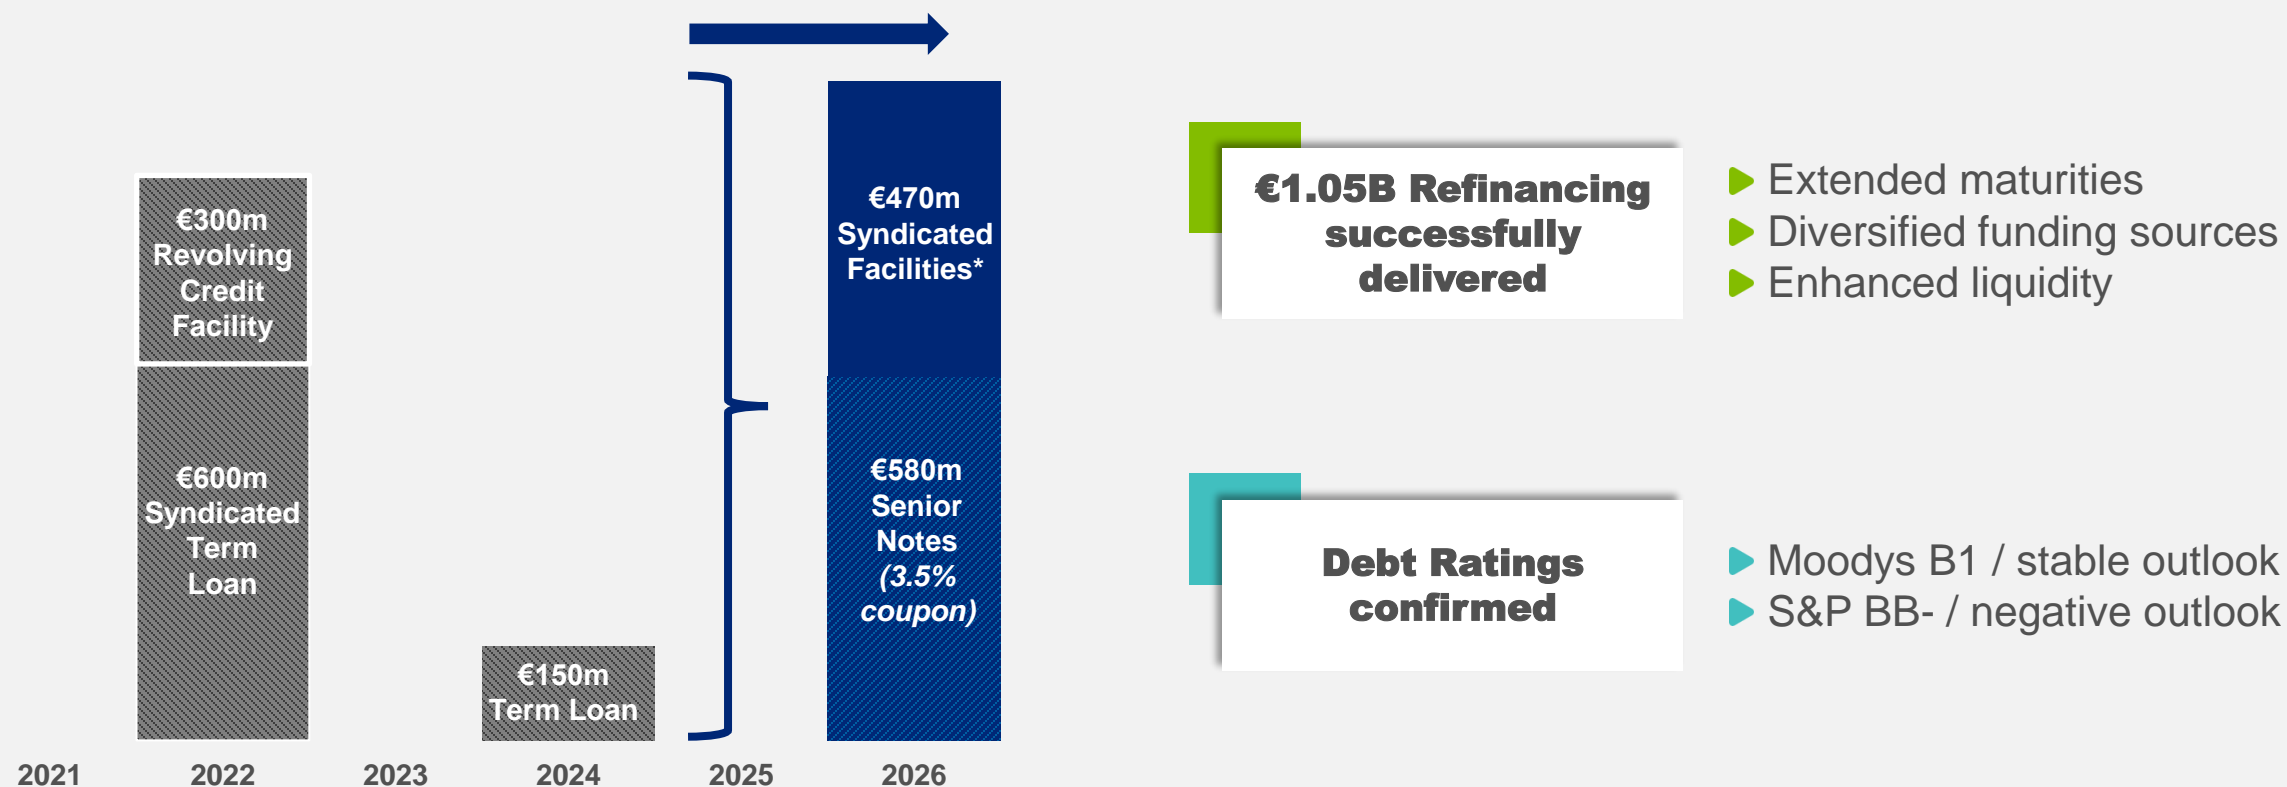 €300m
Revolving
Credit
Facility
€600m
Syndicated
Term
Loan
€150m
Term Loan
€470m
Syndicated
Facilities*
€580m
Senior
Notes
(3.5%
coupon)
2021
2022
2023
2024
2025
2026
€1.05B Refinancing
successfully
delivered
Extended maturities
Diversified funding sources
Enhanced liquidity
Debt Ratings
confirmed
Moodys B1 / stable outlook
S&P BB- / negative outlook